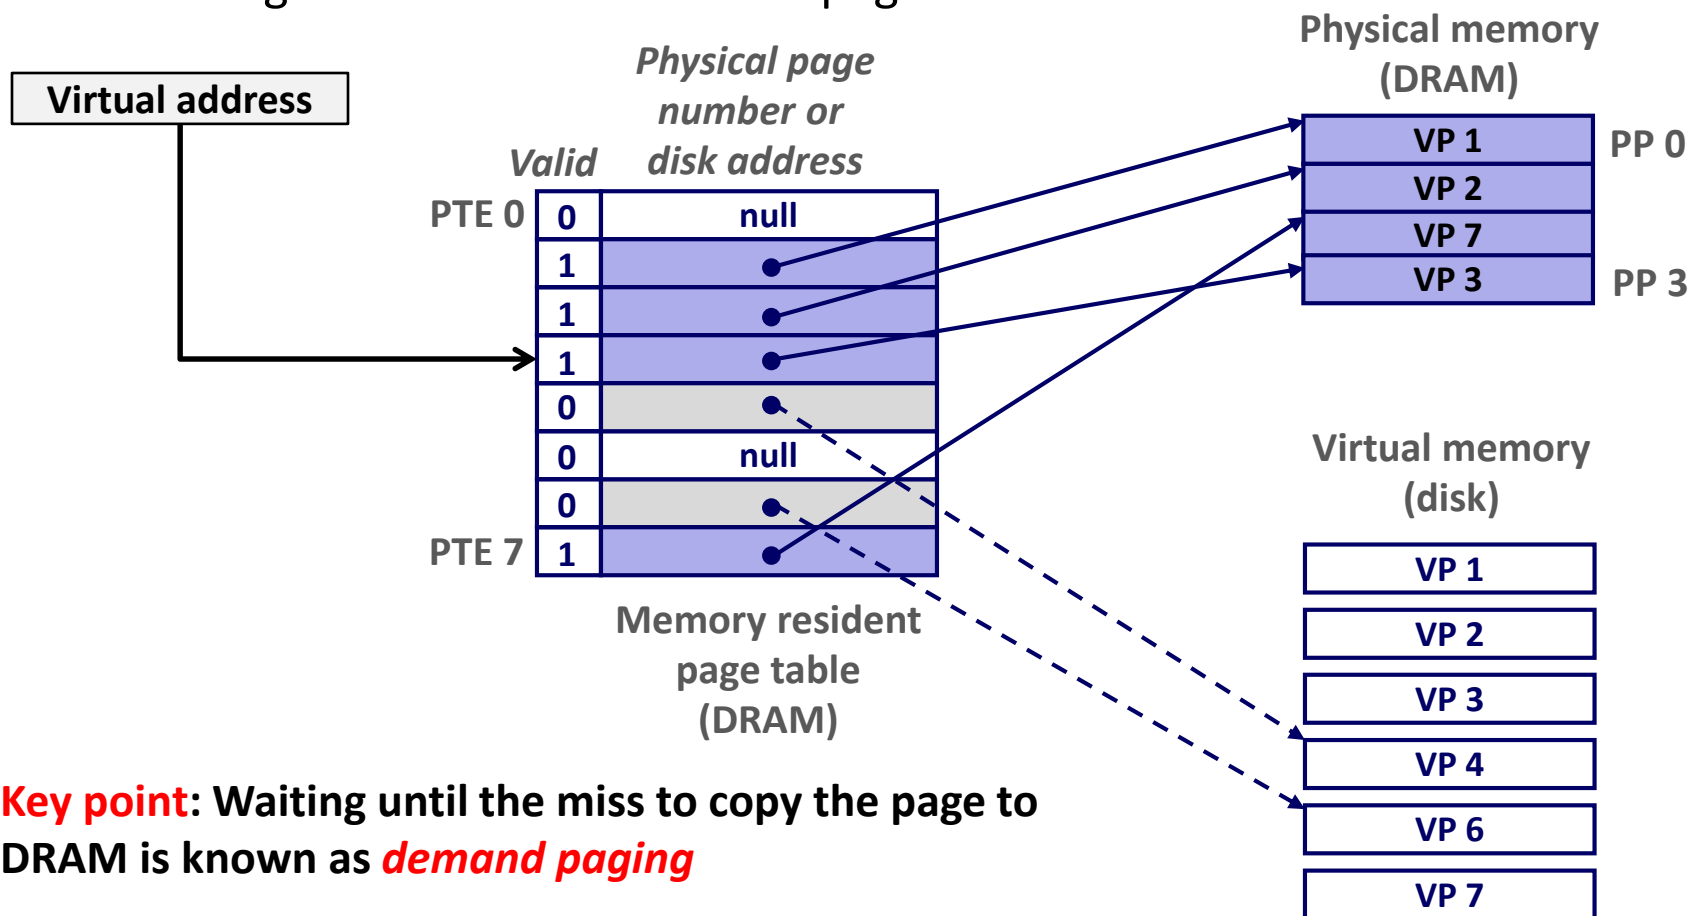 Physical memory
(DRAM)
Virtual address
Physical page
number or
disk address
Valid
PTE 0
0 null
1
1
1
0
0 null
0
PTE 7 1
Memory resident
page table
(DRAM)
VP 1 PP 0
VP 2
VP 7
VP 3 PP 3
Virtual memory
(disk)
VP 1
VP 2
VP 3
VP 4
VP 6
VP 7
Key point: Waiting until the miss to copy the page to
DRAM is known as demand paging